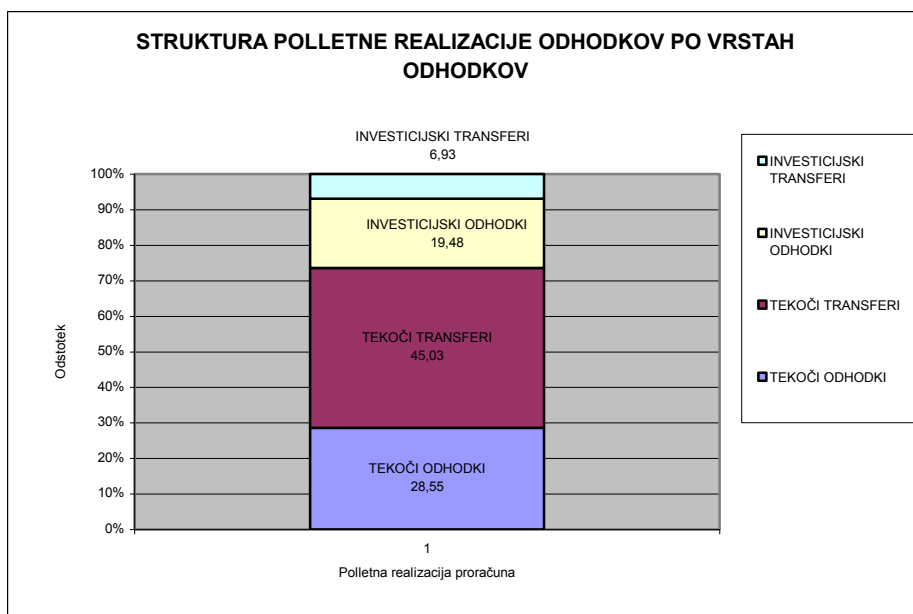 STRUKTURA POLLETNE REALIZACIJE ODHODKOV PO VRSTAH
ODHODKOV
INVESTICIJSKI TRANSFERI
6,93
100%
90%
80%
70%
60%
50%
40%
30%
20%
10%
0%
Odstotek
INVESTICIJSKI ODHODKI
19,48
TEKOČI TRANSFERI
45,03
TEKOČI ODHODKI
28,55
1
Polletna realizacija proračuna
INVESTICIJSKI
TRANSFERI
INVESTICIJSKI
ODHODKI
TEKOČI TRANSFERI
TEKOČI ODHODKI